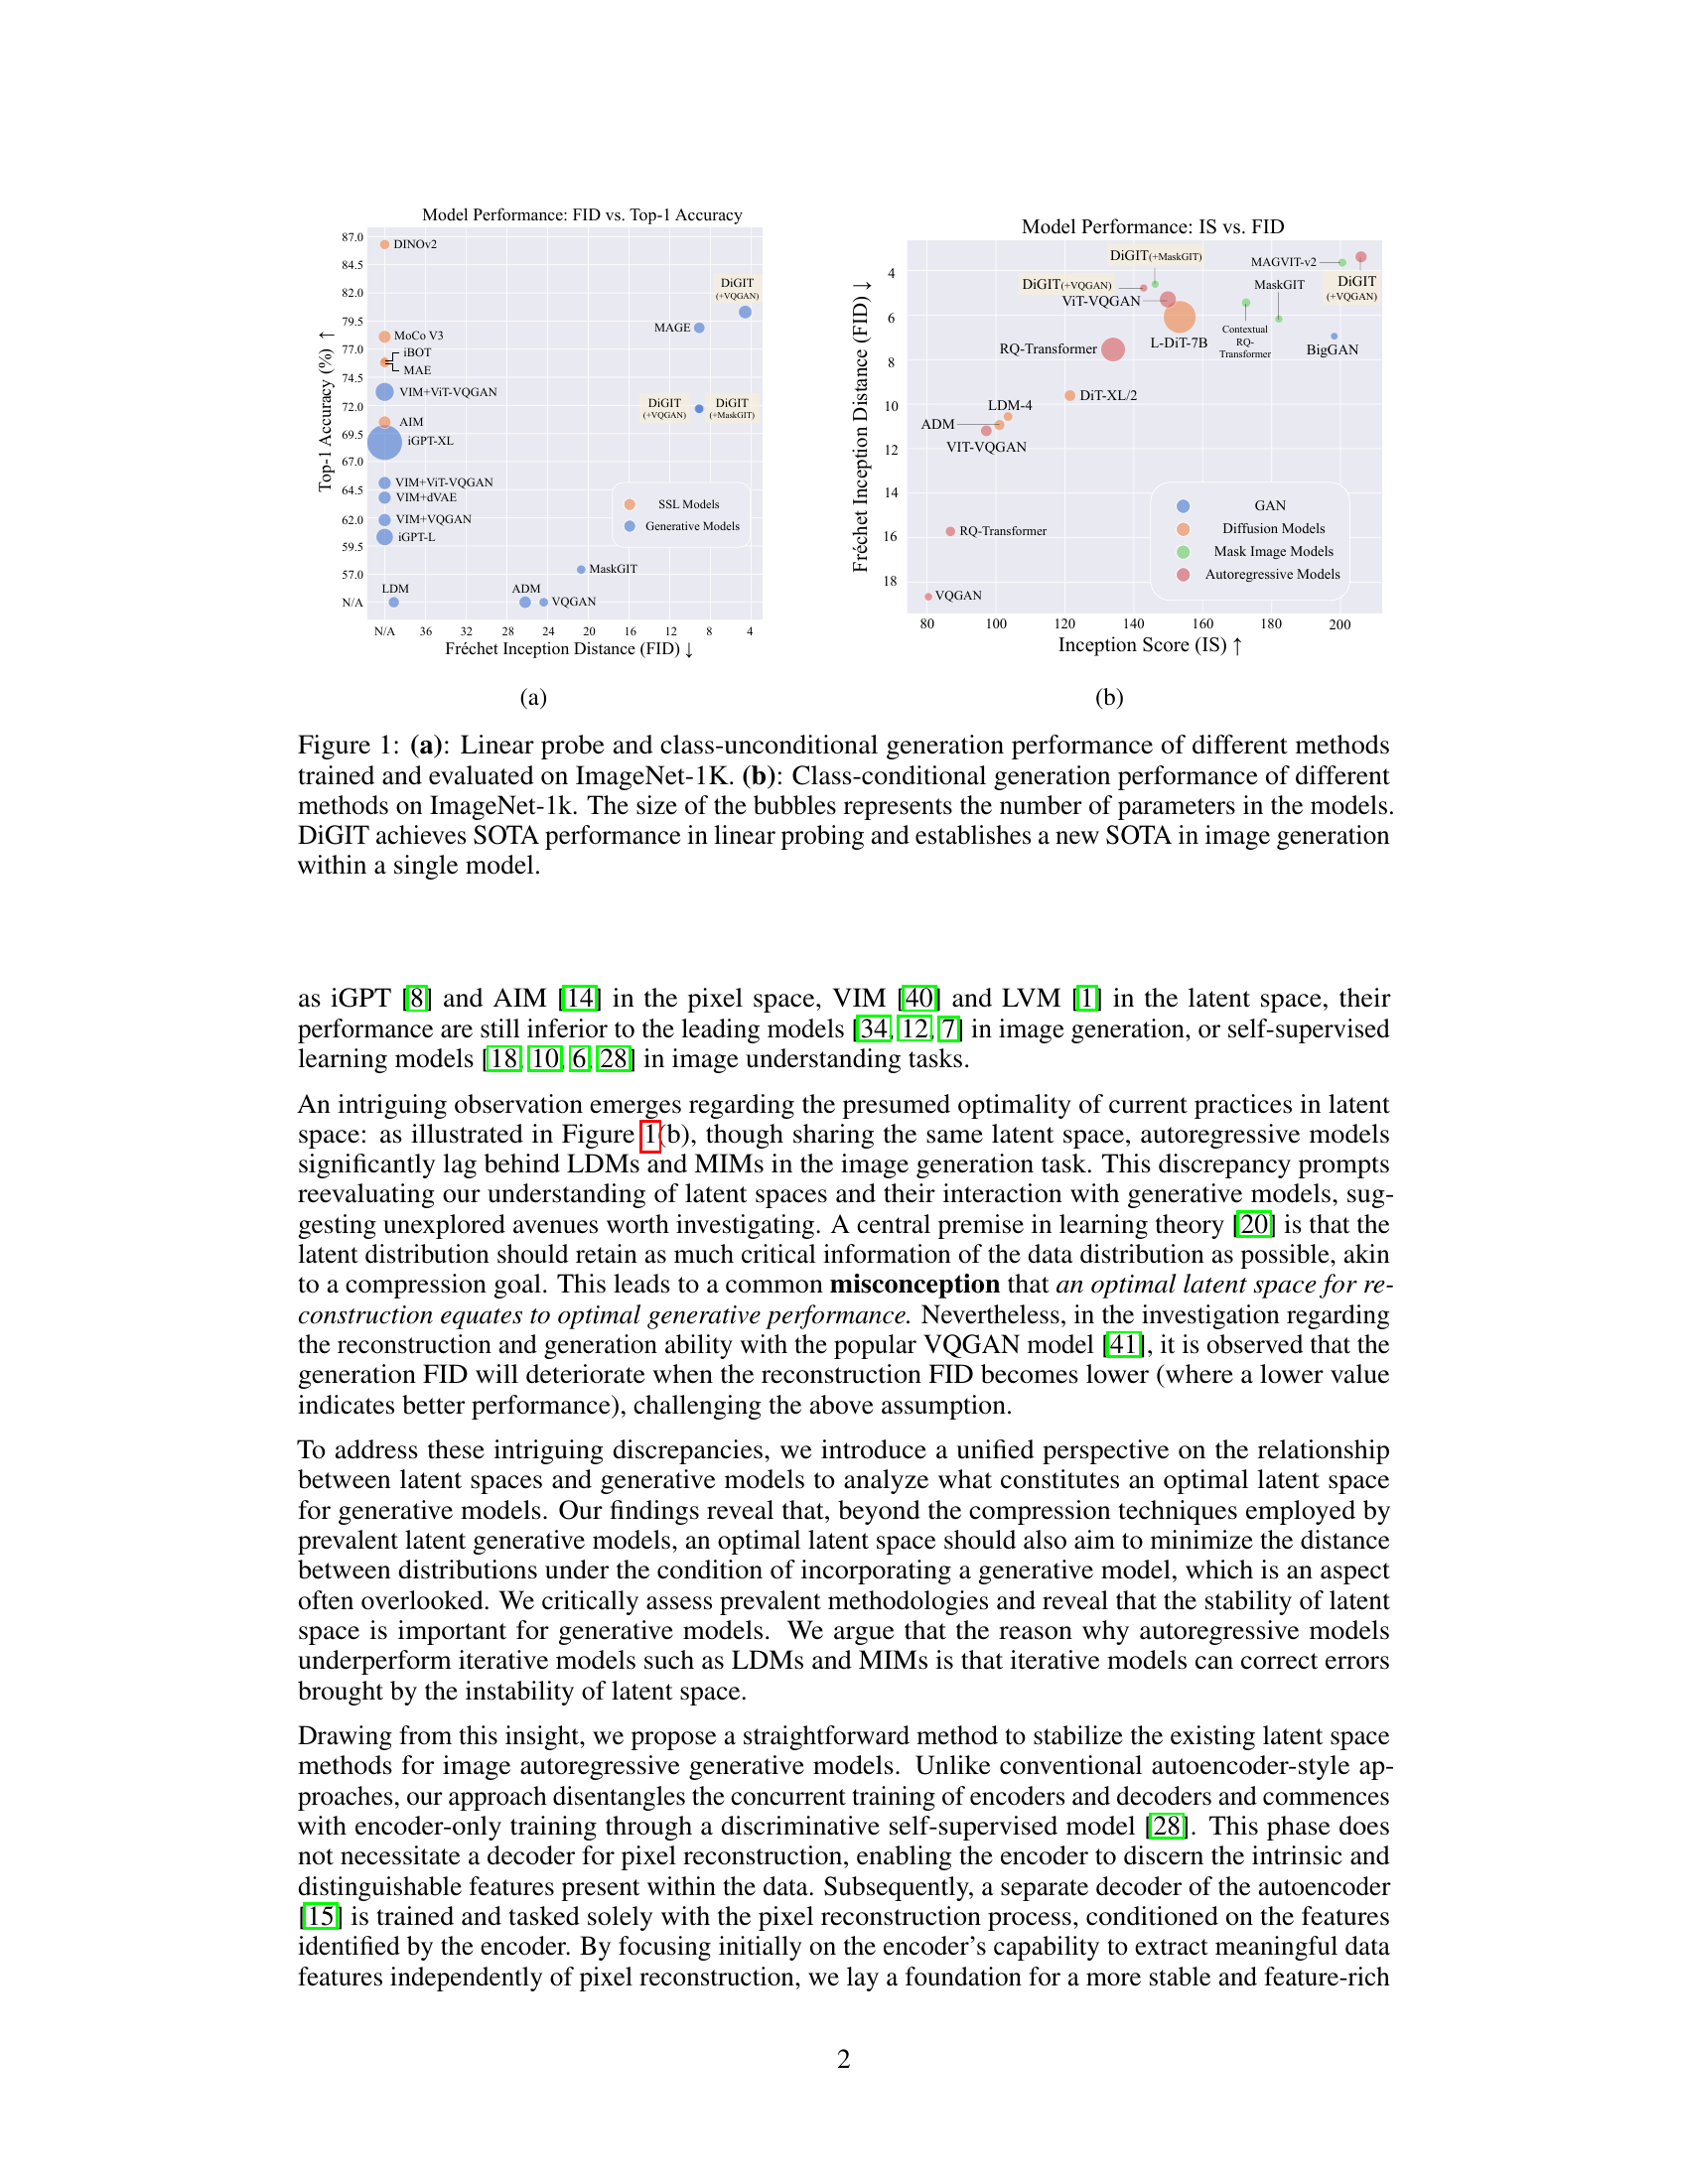 Model Performance: FID vs. Top-1 Accuracy
87.0
84.5
82.0
79.5
77.0
74.5
72.0
69.5
67.0
64.5
62.0
59.5
57.0
N/A
Top-1 Accuracy (%) ↑
DINOv2
DiGIT
(+VQGAN)
MAGE
MoCo V3
iBOT
MAE
VIM+ViT-VQGAN
DiGIT
(+VQGAN)
DiGIT
(+MaskGIT)
AIM
iGPT-XL
VIM+ViT-VQGAN
VIM+dVAE
VIM+VQGAN
iGPT-L
SSL Models
Generative Models
MaskGIT
LDM
ADM
VQGAN
N/A 36 32 28 24 20 16 12 8 4
Fréchet Inception Distance (FID) ↓
(a)
Model Performance: IS vs. FID
4
6
8
10
12
14
16
18
Fréchet Inception Distance (FID) ↓
DiGIT(+MaskGIT)
MAGVIT-v2
DiGIT(+VQGAN)
MaskGIT
DiGIT
(+VQGAN)
ViT-VQGAN
Contextual
RQ-
Transformer
L-DiT-7B
RQ-Transformer
BigGAN
DiT-XL/2
LDM-4
ADM
VIT-VQGAN
GAN
Diffusion Models
Mask Image Models
Autoregressive Models
RQ-Transformer
VQGAN
80 100 120 140 160 180 200
Inception Score (IS) ↑
(b)
Figure 1: (a): Linear probe and class-unconditional generation performance of different methods
trained and evaluated on ImageNet-1K. (b): Class-conditional generation performance of different
methods on ImageNet-1k. The size of the bubbles represents the number of parameters in the models.
DiGIT achieves SOTA performance in linear probing and establishes a new SOTA in image generation
within a single model.
as iGPT [8] and AIM [14] in the pixel space, VIM [40] and LVM [1] in the latent space, their
performance are still inferior to the leading models [34, 12, 7] in image generation, or self-supervised
learning models [18, 10, 6, 28] in image understanding tasks.
An intriguing observation emerges regarding the presumed optimality of current practices in latent
space: as illustrated in Figure 1(b), though sharing the same latent space, autoregressive models
significantly lag behind LDMs and MIMs in the image generation task. This discrepancy prompts
reevaluating our understanding of latent spaces and their interaction with generative models, sug-
gesting unexplored avenues worth investigating. A central premise in learning theory [20] is that the
latent distribution should retain as much critical information of the data distribution as possible, akin
to a compression goal. This leads to a common misconception that an optimal latent space for re-
construction equates to optimal generative performance. Nevertheless, in the investigation regarding
the reconstruction and generation ability with the popular VQGAN model [41], it is observed that the
generation FID will deteriorate when the reconstruction FID becomes lower (where a lower value
indicates better performance), challenging the above assumption.
To address these intriguing discrepancies, we introduce a unified perspective on the relationship
between latent spaces and generative models to analyze what constitutes an optimal latent space
for generative models. Our findings reveal that, beyond the compression techniques employed by
prevalent latent generative models, an optimal latent space should also aim to minimize the distance
between distributions under the condition of incorporating a generative model, which is an aspect
often overlooked. We critically assess prevalent methodologies and reveal that the stability of latent
space is important for generative models. We argue that the reason why autoregressive models
underperform iterative models such as LDMs and MIMs is that iterative models can correct errors
brought by the instability of latent space.
Drawing from this insight, we propose a straightforward method to stabilize the existing latent space
methods for image autoregressive generative models. Unlike conventional autoencoder-style ap-
proaches, our approach disentangles the concurrent training of encoders and decoders and commences
with encoder-only training through a discriminative self-supervised model [28]. This phase does
not necessitate a decoder for pixel reconstruction, enabling the encoder to discern the intrinsic and
distinguishable features present within the data. Subsequently, a separate decoder of the autoencoder
[15] is trained and tasked solely with the pixel reconstruction process, conditioned on the features
identified by the encoder. By focusing initially on the encoder's capability to extract meaningful data
features independently of pixel reconstruction, we lay a foundation for a more stable and feature-rich
2